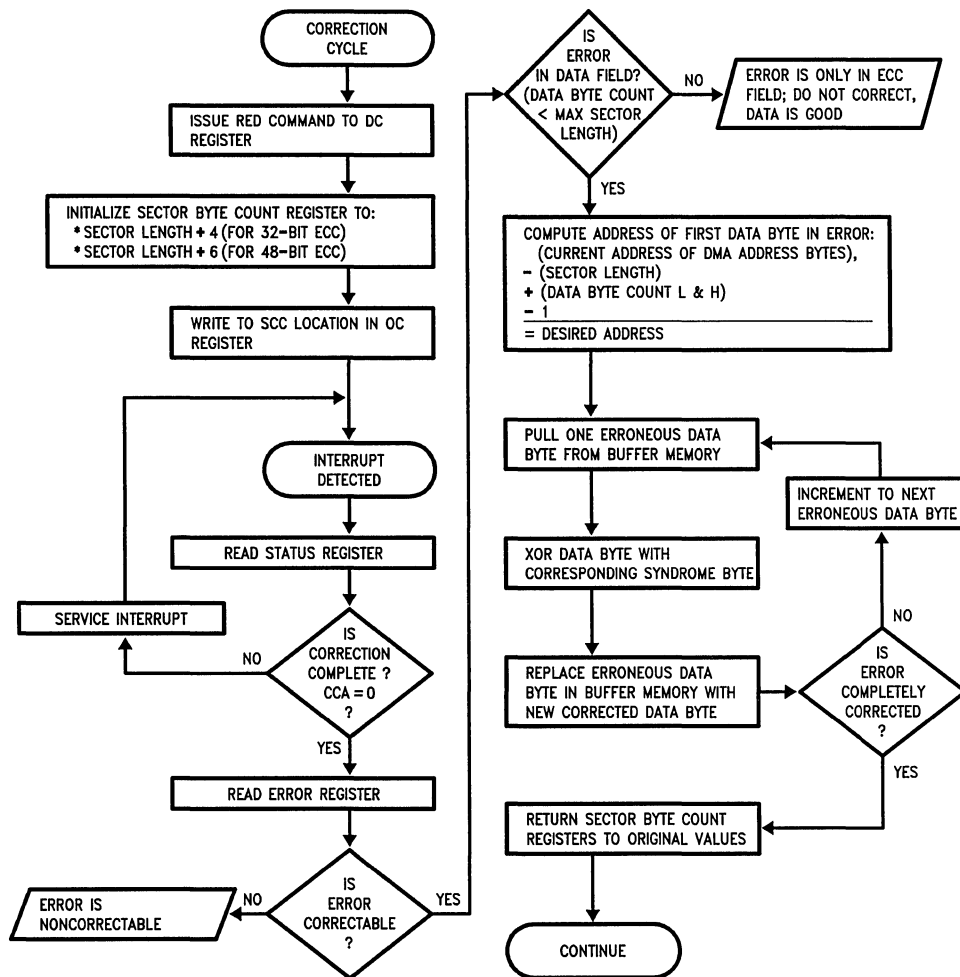 CORRECTION
CYCLE
ISSUE RED COMMAND TO DC
REGISTER
INITIALIZE SECTOR BYTE COUNT REGISTER TO:
* SECTOR LENGTH + 4 (FOR 32-BIT ECC)
* SECTOR LENGTH + 6 (FOR 48-BIT ECC)
WRITE TO SCC LOCATION IN OC
REGISTER
INTERRUPT
DETECTED
READ STATUS REGISTER
SERVICE INTERRUPT
NO
IS
CORRECTION
COMPLETE ?
CCA = 0
?
YES
READ ERROR REGISTER
IS
ERROR
CORRECTABLE
?
NO
ERROR IS
NONCORRECTABLE
YES
IS
ERROR
IN DATA FIELD?
(DATA BYTE COUNT
< MAX SECTOR
LENGTH)
NO
ERROR IS ONLY IN ECC
FIELD; DO NOT CORRECT,
DATA IS GOOD
YES
COMPUTE ADDRESS OF FIRST DATA BYTE IN ERROR:
(CURRENT ADDRESS OF DMA ADDRESS BYTES),
- (SECTOR LENGTH)
+ (DATA BYTE COUNT L & H)
- 1
= DESIRED ADDRESS
PULL ONE ERRONEOUS DATA
BYTE FROM BUFFER MEMORY
INCREMENT TO NEXT
ERRONEOUS DATA BYTE
XOR DATA BYTE WITH
CORRESPONDING SYNDROME BYTE
NO
REPLACE ERRONEOUS DATA
BYTE IN BUFFER MEMORY WITH
NEW CORRECTED DATA BYTE
IS
ERROR
COMPLETELY
CORRECTED
?
YES
RETURN SECTOR BYTE COUNT
REGISTERS TO ORIGINAL VALUES
CONTINUE